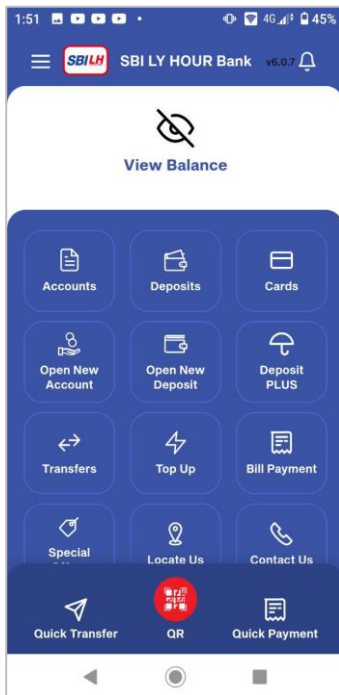 1:51 4G 45%
SBI LH SBI LY HOUR Bank v6.0.7
View Balance
Accounts Deposits Cards
Open New Open New Deposit
Account Deposit PLUS
Transfers Top Up Bill Payment
Special Locate Us Contact Us
Quick Transfer QR Quick Payment